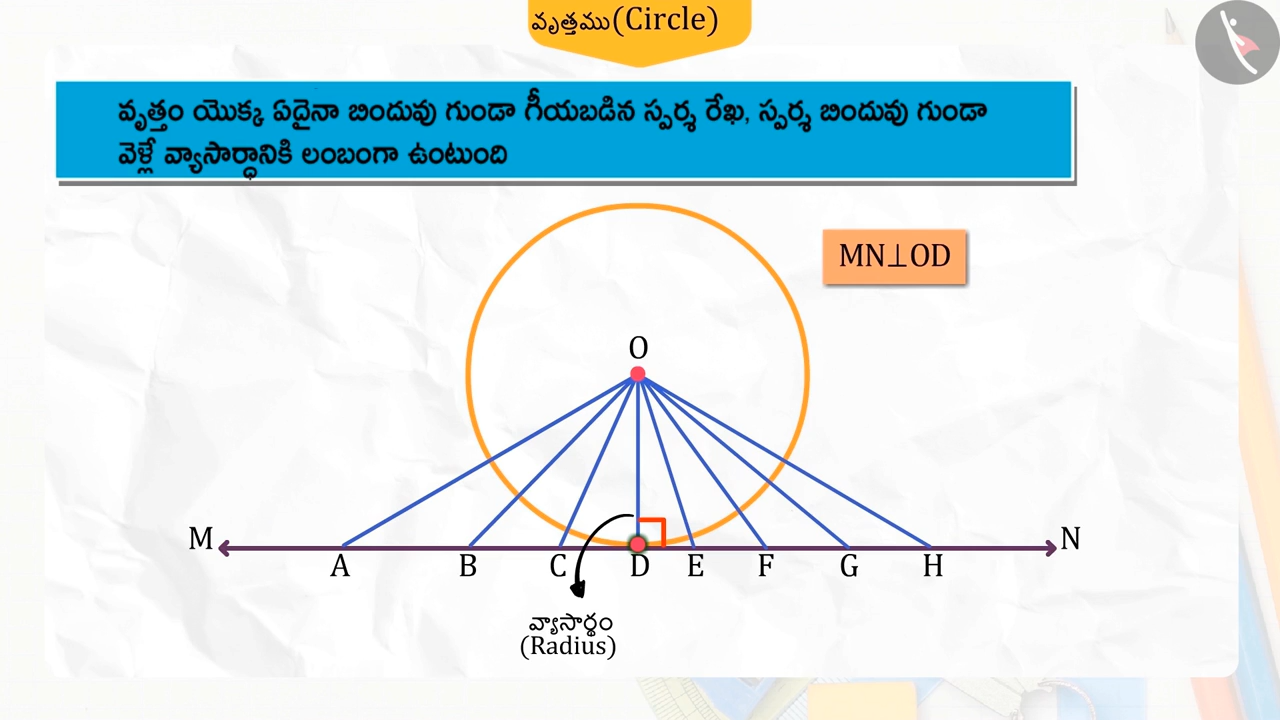 వృత్తము(Circle)
వృత్తం యొక్క ఏదైనా బిందువు గుండా గీయబడిన స్పర్శ రేఖ, స్పర్శ బిందువు గుండా
వెళ్లే వ్యాసార్ధానికి లంబంగా ఉంటుంది
MN⊥OD
O
M
N
A B C D E F G H
వ్యాసార్థం
(Radius)